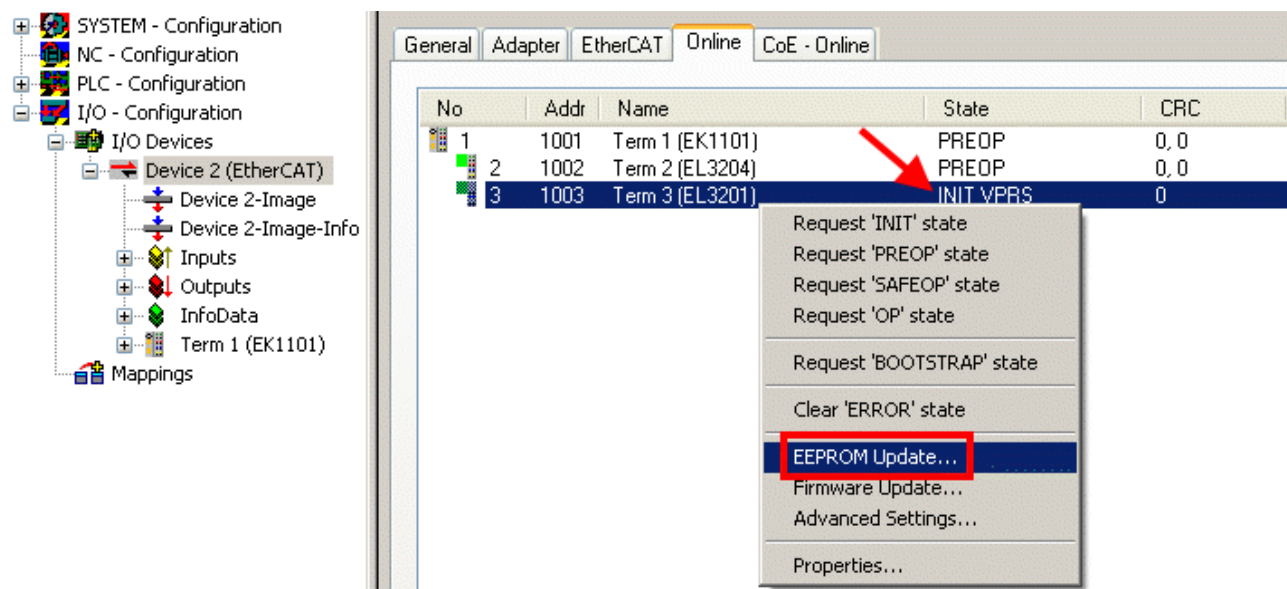 SYSTEM - Configuration
NC - Configuration
PLC - Configuration
I/O - Configuration
I/O Devices
Device 2 (EtherCAT)
Device 2-Image
Device 2-Image-Info
Inputs
Outputs
InfoData
Term 1 (EK1101)
Mappings
General Adapter EtherCAT Online CoE - Online
No Addr Name State CRC
1 1001 Term 1 (EK1101) PREOP 0, 0
2 1002 Term 2 (EL3204) PREOP 0, 0
3 1003 Term 3 (EL3201) INIT VPRS 0
Request 'INIT' state
Request 'PREOP' state
Request 'SAFEOP' state
Request 'OP' state
Request 'BOOTSTRAP' state
Clear 'ERROR' state
EEPROM Update...
Firmware Update...
Advanced Settings...
Properties...